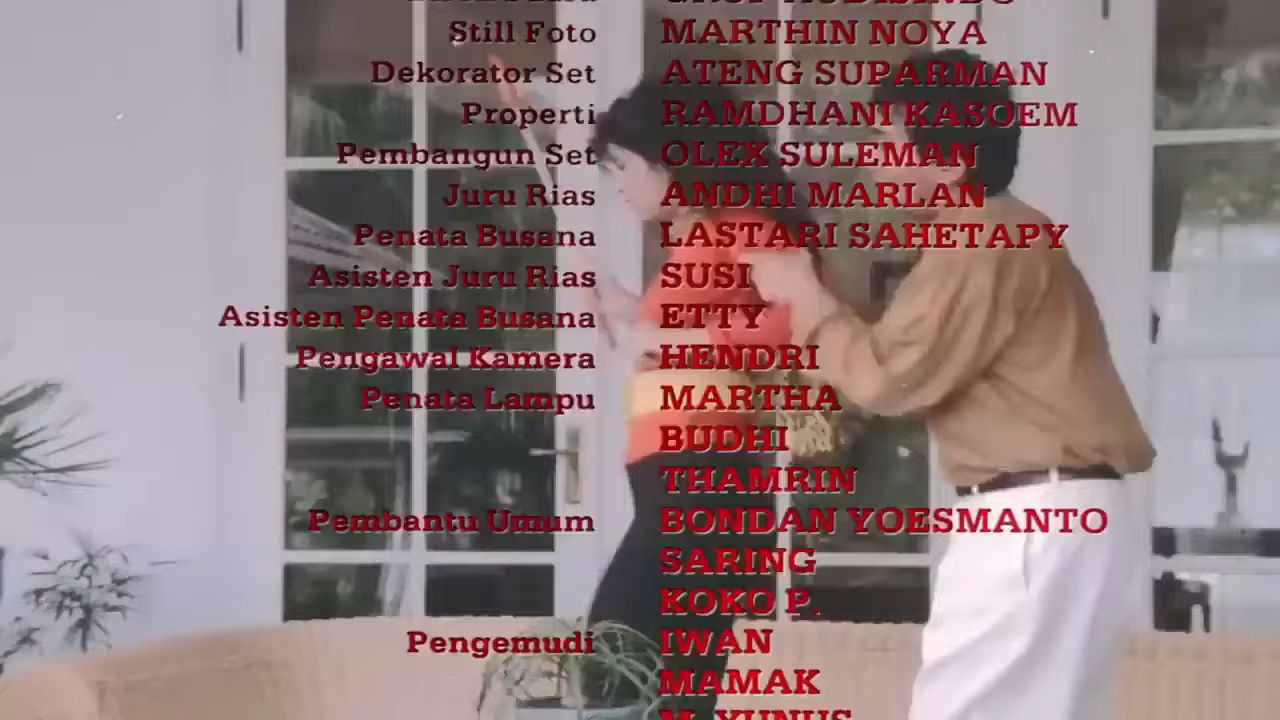 Still Foto MARTHIN NOYA
Dekorator Set ATENG SUPARMAN
Properti RAMDHANI KASOEM
Pembangun Set OLEX SULEMAN
Juru Rias ANDHI MARLAN
Penata Busana LASTARI SAHETAPY
Asisten Juru Rias SUSI
Asisten Penata Busana ETTY
Pengawal Kamera HENDRI
Penata Lampu MARTHA
BUDHI
THAMRIN
Pembantu Umum BONDAN YOESMANTO
SARING
KOKO P.
Pengemudi IWAN
MAMAK
M. YUNUS